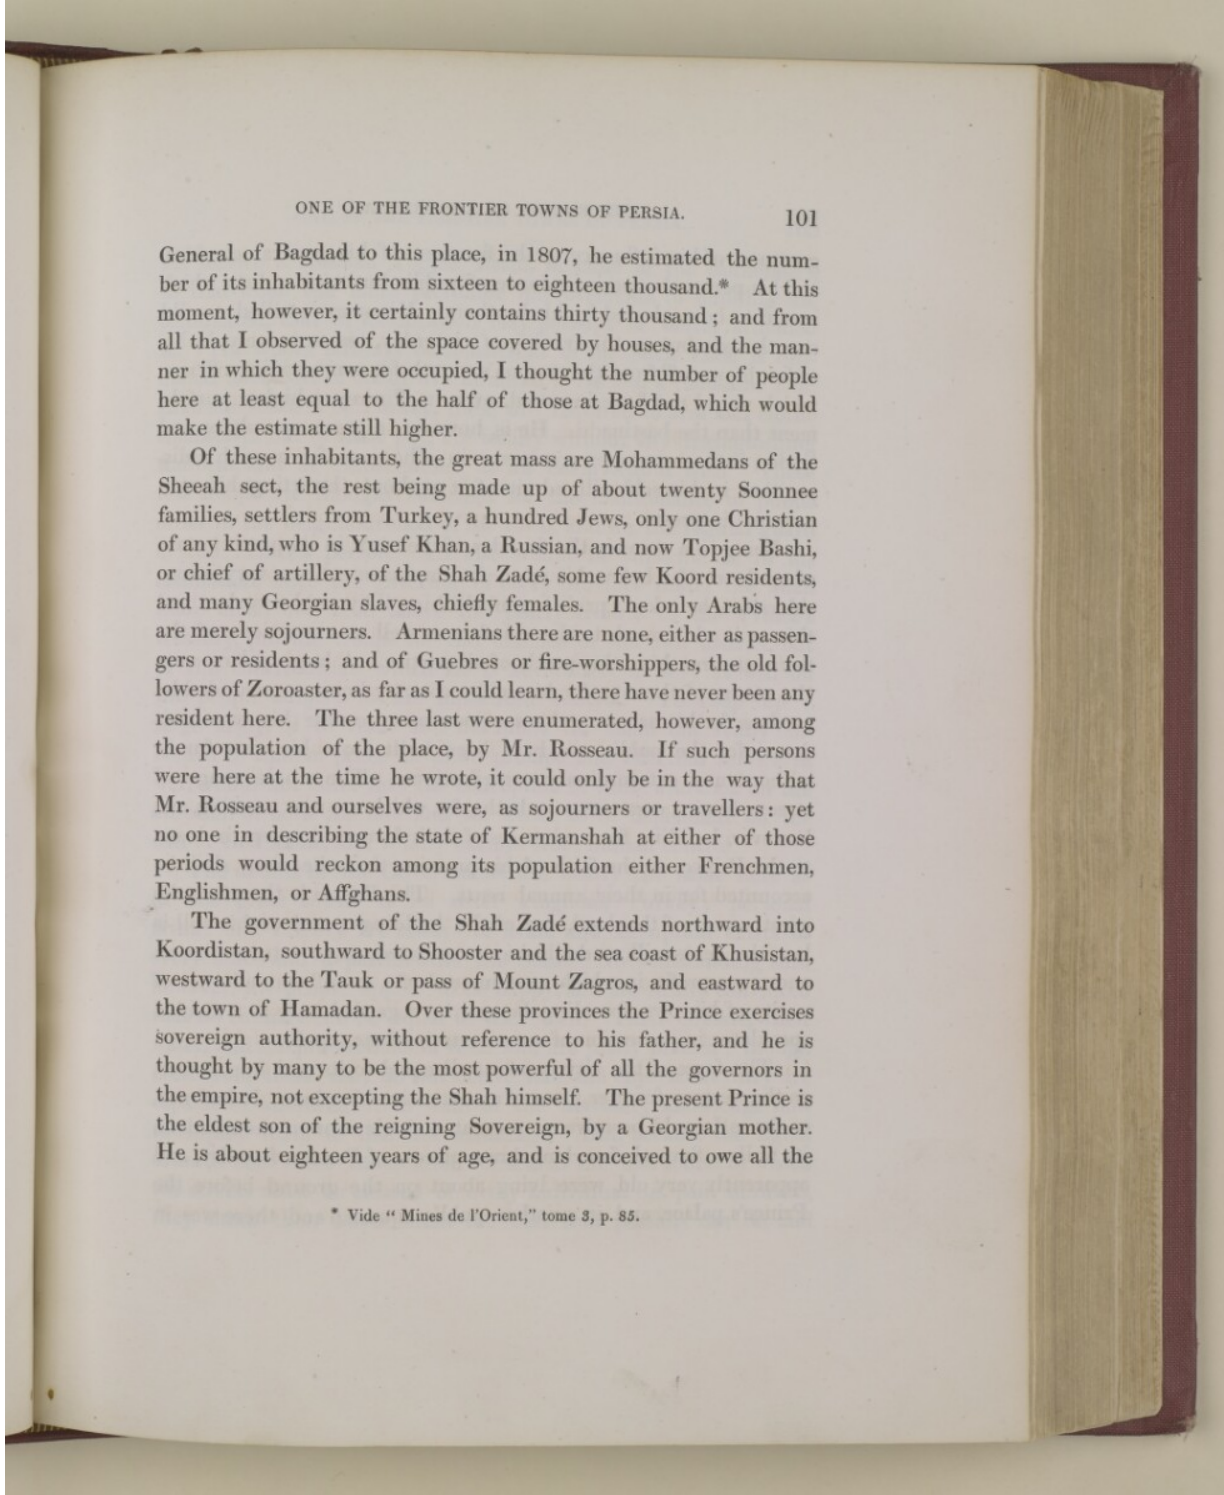 ONE OF THE FRONTIER TOWNS OF PERSIA. 101
General of Bagdad to this place, in 1807, he estimated the num-
ber of its inhabitants from sixteen to eighteen thousand.* At this
moment, however, it certainly contains thirty thousand; and from
all that I observed of the space covered by houses, and the man-
ner in which they were occupied, I thought the number of people
here at least equal to the half of those at Bagdad, which would
make the estimate still higher.
Of these inhabitants, the great mass are Mohammedans of the
Sheeah sect, the rest being made up of about twenty Soonnee
families, settlers from Turkey, a hundred Jews, only one Christian
of any kind, who is Yusef Khan, a Russian, and now Topjee Bashi,
or chief of artillery, of the Shah Zadé, some few Koord residents,
and many Georgian slaves, chiefly females. The only Arabs here
are merely sojourners. Armenians there are none, either as passen-
gers or residents; and of Guebres or fire-worshippers, the old fol-
lowers of Zoroaster, as far as I could learn, there have never been any
resident here. The three last were enumerated, however, among
the population of the place, by Mr. Rosseau. If such persons
were here at the time he wrote, it could only be in the way that
Mr. Rosseau and ourselves were, as sojourners or travellers: yet
no one in describing the state of Kermanshah at either of those
periods would reckon among its population either Frenchmen,
Englishmen, or Affghans.
The government of the Shah Zadé extends northward into
Koordistan, southward to Shooster and the sea coast of Khusistan,
westward to the Tauk or pass of Mount Zagros, and eastward to
the town of Hamadan. Over these provinces the Prince exercises
sovereign authority, without reference to his father, and he is
thought by many to be the most powerful of all the governors in
the empire, not excepting the Shah himself. The present Prince is
the eldest son of the reigning Sovereign, by a Georgian mother.
He is about eighteen years of age, and is conceived to owe all the
* Vide "Mines de l'Orient," tome 3, p. 85.